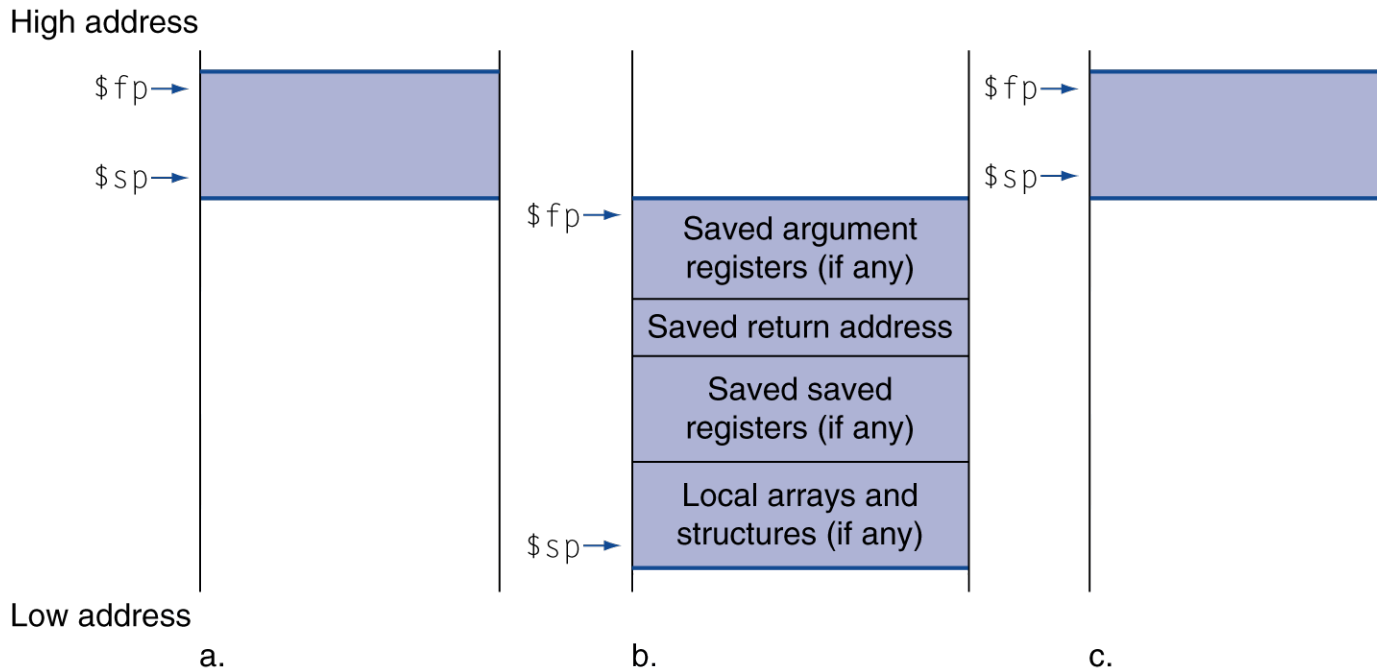 High address
$fp
$sp
$fp
Saved argument
registers (if any)
Saved return address
Saved saved
registers (if any)
Local arrays and
structures (if any)
$sp
$fp
$sp
Low address
a.
b.
c.